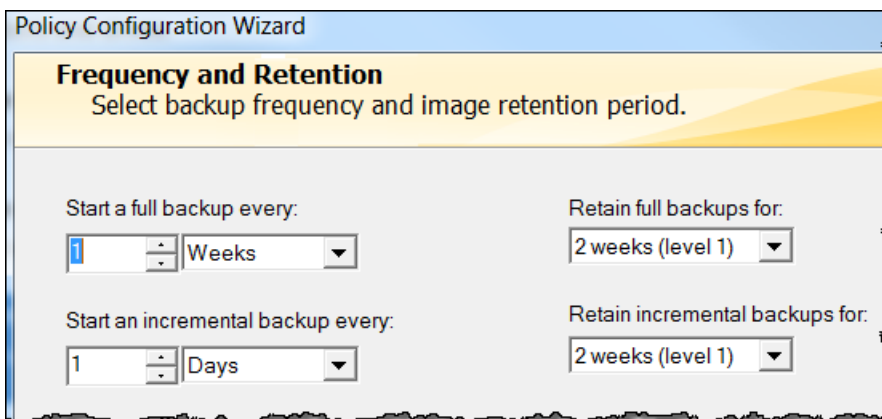 Policy Configuration Wizard
Frequency and Retention
Select backup frequency and image retention period.
Start a full backup every:
1 Weeks
Retain full backups for:
2 weeks (level 1)
Start an incremental backup every:
1 Days
Retain incremental backups for:
2 weeks (level 1)